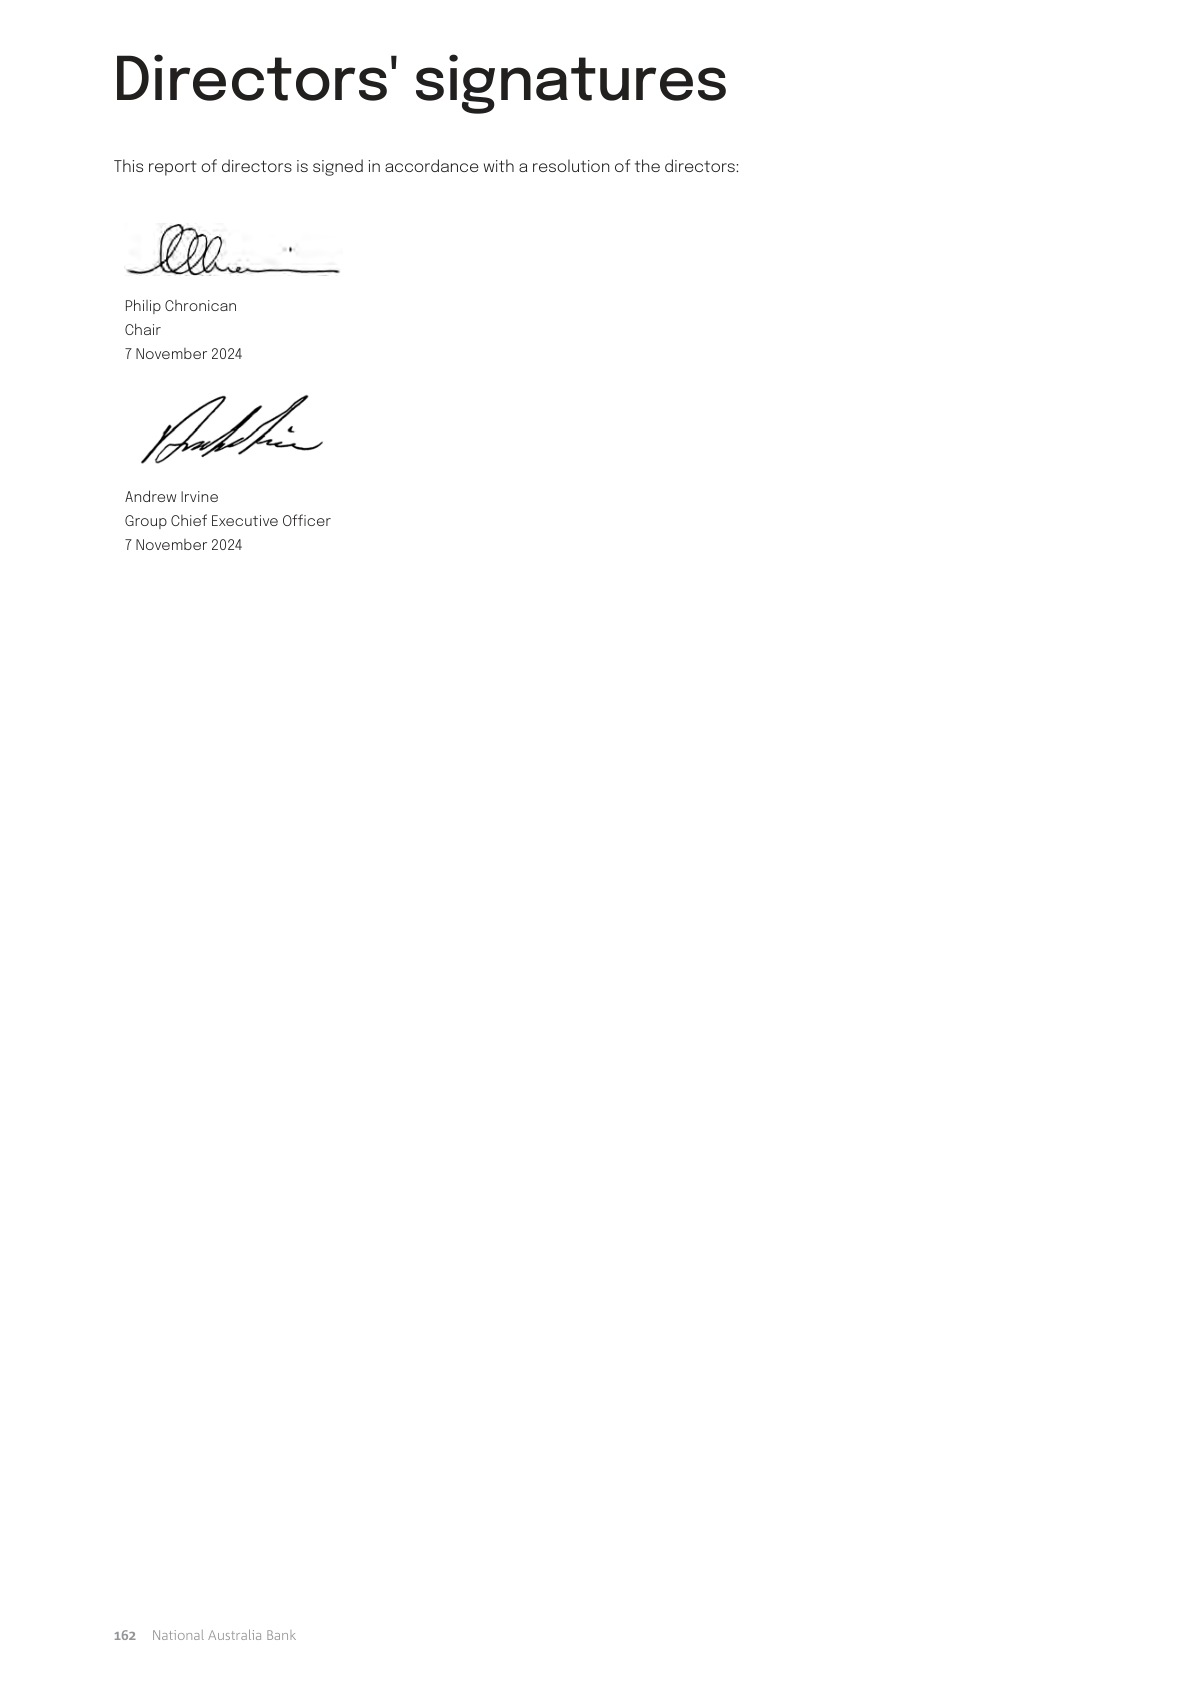 Directors' signatures
This report of directors is signed in accordance with a resolution of the directors:
Philip Chronican
Chair
7 November 2024
Andrew Irvine
Group Chief Executive Officer
7 November 2024
162 National Australia Bank